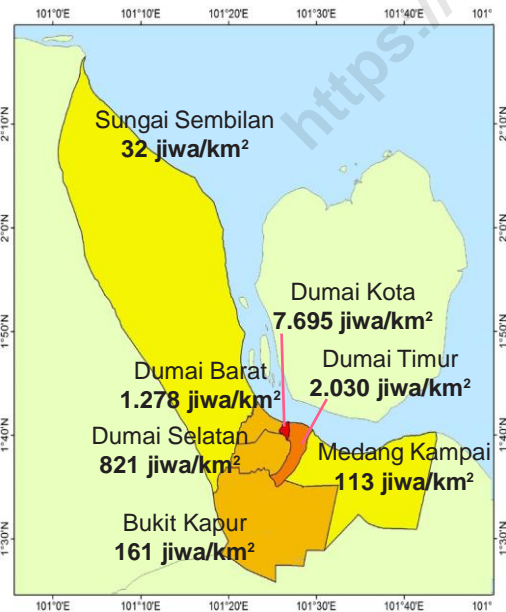 101°0'E 101°20'E 101°30'E 101°40'E 101°
https:/
2°10'N
2°0'N
1°50'N
1°40'N
1°30'N
Sungai Sembilan
32 jiwa/km²
Dumai Kota
7.695 jiwa/km²
Dumai Timur
2.030 jiwa/km²
Dumai Barat
1.278 jiwa/km²
Dumai Selatan
821 jiwa/km²
Medang Kampai
113 jiwa/km²
Bukit Kapur
161 jiwa/km²
2°10'N
2°0'N
1°50'N
1°40'N
1°30'N
101°0'E 101°10'E 101°20'E 101°30'E 101°40'E 101°